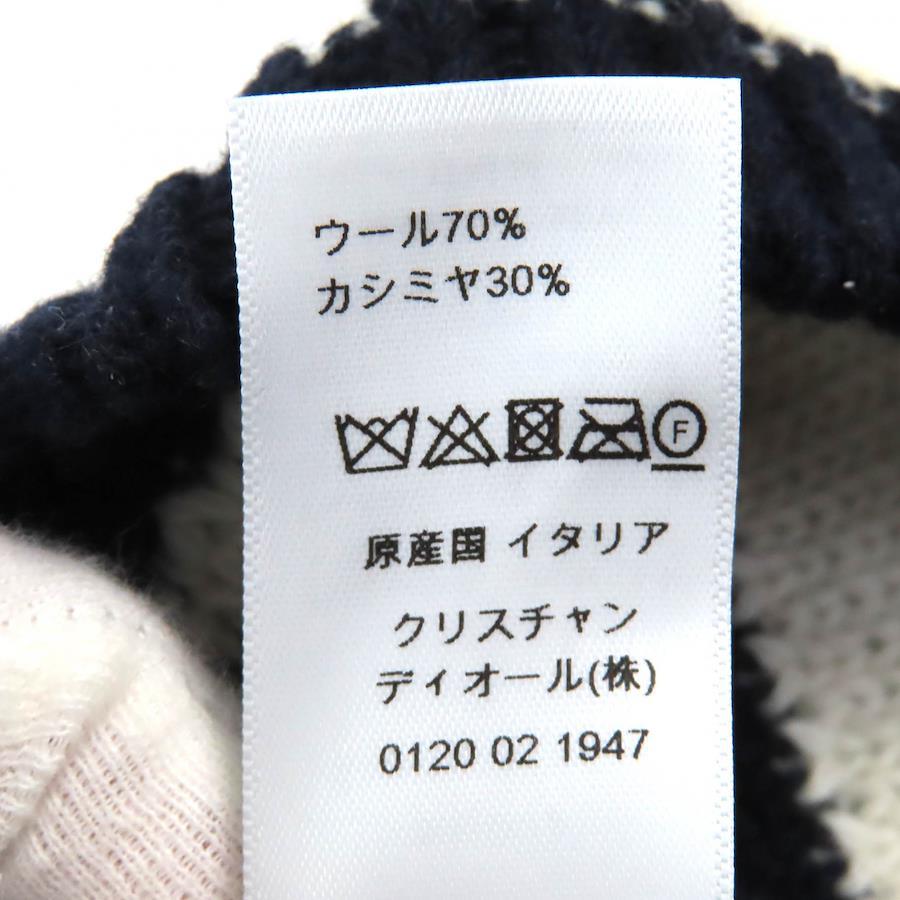 ウール70%
カシミヤ30%
F
原産国 イタリア
クリスチャン
ディオール(株)
0120 02 1947